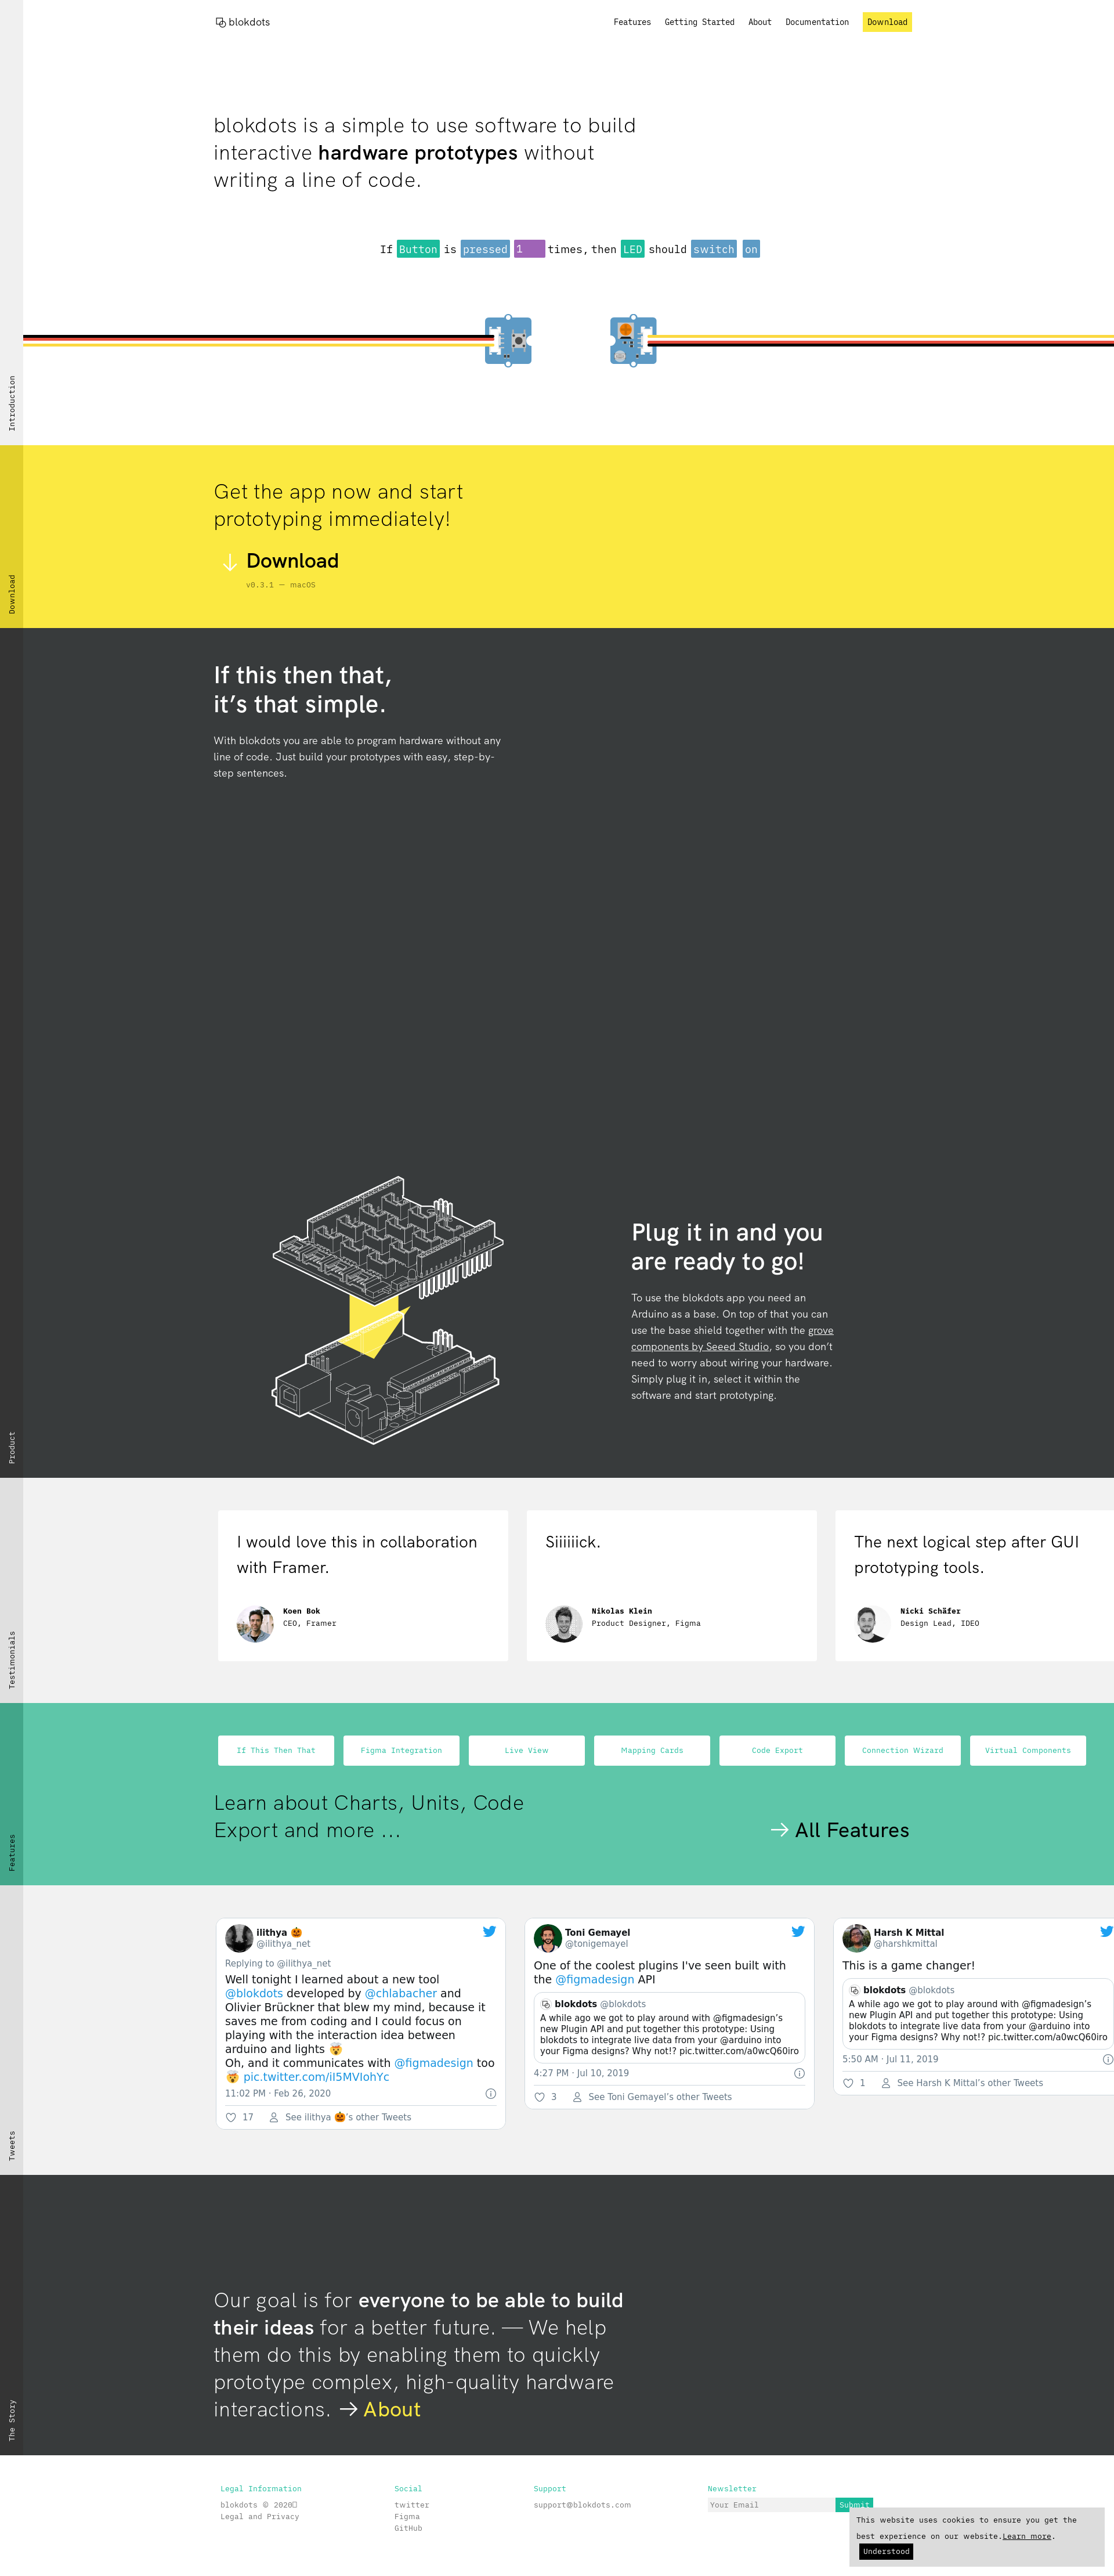 blokdots
Features Getting Started About Documentation Download
blokdots is a simple to use software to build
interactive hardware prototypes without
writing a line of code.
If Button is pressed 1 times, then LED should switch on
Introduction
Get the app now and start
prototyping immediately!
Download
v0.3.1 — macOS
Download
If this then that,
it’s that simple.
With blokdots you are able to program hardware without any
line of code. Just build your prototypes with easy, step-by-
step sentences.
Plug it in and you
are ready to go!
To use the blokdots app you need an
Arduino as a base. On top of that you can
use the base shield together with the grove
components by Seeed Studio, so you don’t
need to worry about wiring your hardware.
Simply plug it in, select it within the
software and start prototyping.
Product
I would love this in collaboration
with Framer.
Koen Bok
CEO, Framer
Siiiiiick.
Nikolas Klein
Product Designer, Figma
The next logical step after GUI
prototyping tools.
Nicki Schäfer
Design Lead, IDEO
Testimonials
If This Then That
Figma Integration
Live View
Mapping Cards
Code Export
Connection Wizard
Virtual Components
Learn about Charts, Units, Code
Export and more ...
→ All Features
Features
ilithya 🎃
@ilithya_net
Replying to @ilithya_net
Well tonight I learned about a new tool
@blokdots developed by @chlabacher and
Olivier Brückner that blew my mind, because it
saves me from coding and I could focus on
playing with the interaction idea between
arduino and lights 🤯
Oh, and it communicates with @figmadesign too
🤯 pic.twitter.com/iI5MVIohYc
11:02 PM · Feb 26, 2020
17 See ilithya 🎃's other Tweets
Toni Gemayel
@tonigemayel
One of the coolest plugins I've seen built with
the @figmadesign API
blokdots @blokdots
A while ago we got to play around with @figmadesign’s
new Plugin API and put together this prototype: Using
blokdots to integrate live data from your @arduino into
your Figma designs? Why not!? pic.twitter.com/a0wcQ60iro
4:27 PM · Jul 10, 2019
3 See Toni Gemayel's other Tweets
Harsh K Mittal
@harshkmittal
This is a game changer!
blokdots @blokdots
A while ago we got to play around with @figmadesign’s
new Plugin API and put together this prototype: Using
blokdots to integrate live data from your @arduino into
your Figma designs? Why not!? pic.twitter.com/a0wcQ60iro
5:50 AM · Jul 11, 2019
1 See Harsh K Mittal's other Tweets
Tweets
Our goal is for everyone to be able to build
their ideas for a better future. — We help
them do this by enabling them to quickly
prototype complex, high-quality hardware
interactions. → About
The Story
Legal Information
blokdots © 2020
Legal and Privacy
Social
twitter
Figma
GitHub
Support
support@blokdots.com
Newsletter
Your Email Submit
This website uses cookies to ensure you get the
best experience on our website.Learn more.
Understood